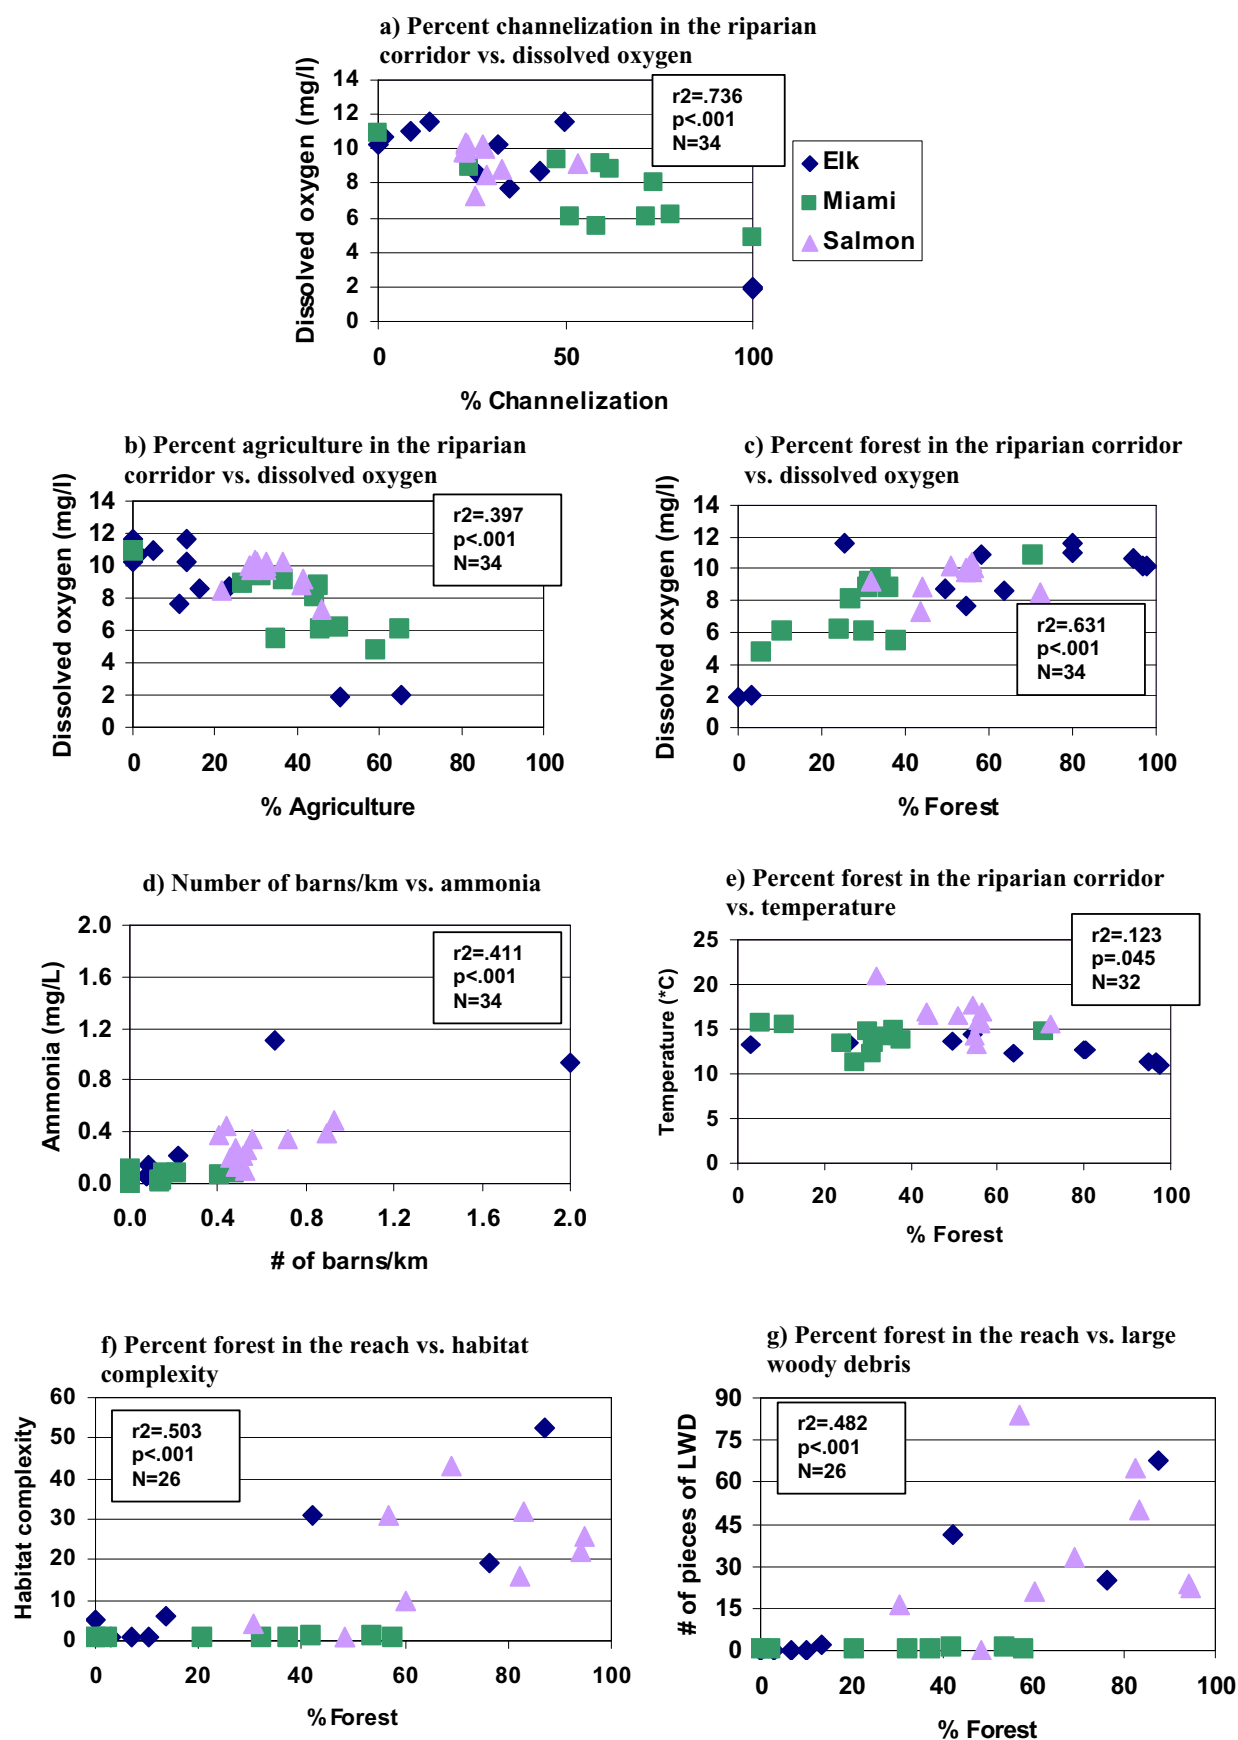 a) Percent channelization in the riparian
corridor vs. dissolved oxygen
Dissolved oxygen (mg/l)
14
12
10
8
6
4
2
0
r2=.736
p<.001
N=34
Elk
Miami
Salmon
0 50 100
% Channelization
b) Percent agriculture in the riparian
corridor vs. dissolved oxygen
Dissolved oxygen (mg/l)
14
12
10
8
6
4
2
0
r2=.397
p<.001
N=34
0 20 40 60 80 100
% Agriculture
c) Percent forest in the riparian corridor
vs. dissolved oxygen
Dissolved oxygen (mg/l)
14
12
10
8
6
4
2
0
r2=.631
p<.001
N=34
0 20 40 60 80 100
% Forest
d) Number of barns/km vs. ammonia
Ammonia (mg/L)
2.0
1.6
1.2
0.8
0.4
0.0
r2=.411
p<.001
N=34
0.0 0.4 0.8 1.2 1.6 2.0
# of barns/km
e) Percent forest in the riparian corridor
vs. temperature
Temperature (*C)
25
20
15
10
5
0
r2=.123
p=.045
N=32
0 20 40 60 80 100
% Forest
f) Percent forest in the reach vs. habitat
complexity
Habitat complexity
60
50
40
30
20
10
0
r2=.503
p<.001
N=26
0 20 40 60 80 100
% Forest
g) Percent forest in the reach vs. large
woody debris
# of pieces of LWD
90
75
60
45
30
15
0
r2=.482
p<.001
N=26
0 20 40 60 80 100
% Forest